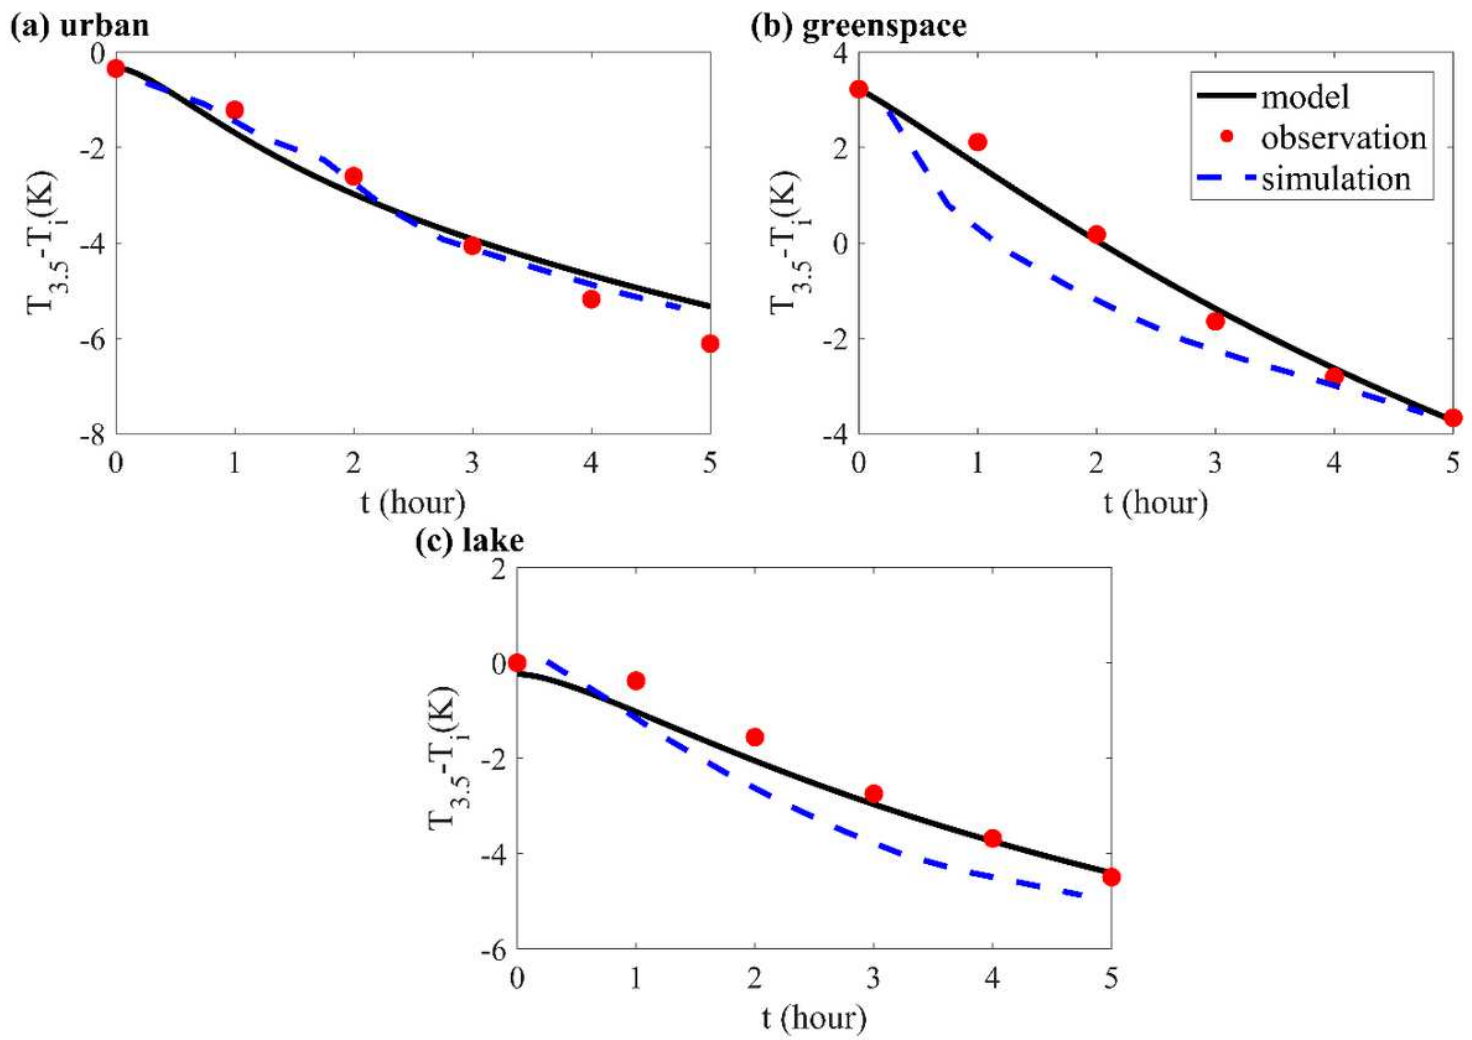 (a) urban
0
-2
-4
-6
-8
T3.5-Ti(K)
0 1 2 3 4 5
t (hour)
(b) greenspace
4
2
0
-2
-4
T3.5-Ti(K)
model
observation
simulation
0 1 2 3 4 5
t (hour)
(c) lake
2
0
-2
-4
-6
T3.5-Ti(K)
0 1 2 3 4 5
t (hour)